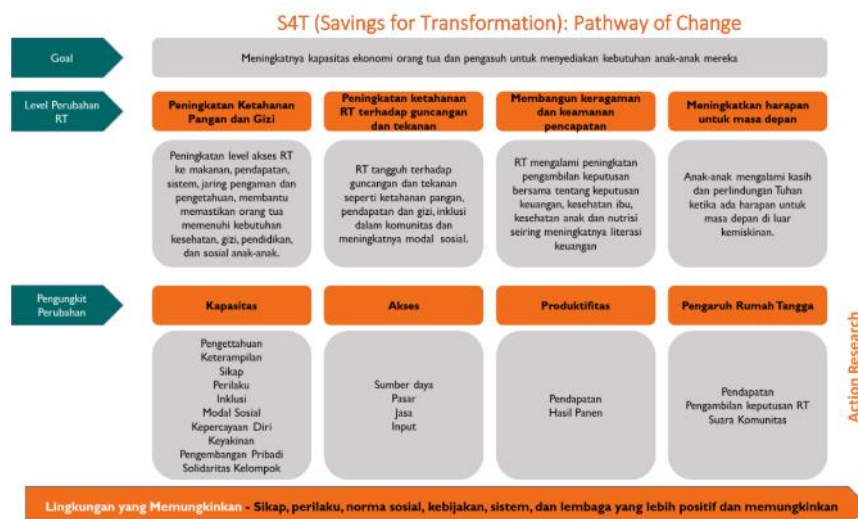 S4T (Savings for Transformation): Pathway of Change
Goal
Meningkatnya kapasitas ekonomi orang tua dan pengasuh untuk menyediakan kebutuhan anak-anak mereka
Level Perubahan
RT
Peningkatan Ketahanan
Pangan dan Gizi
Peningkatan ketahanan
RT terhadap guncangan
dan tekanan
Membangun keragaman
dan keamanan
pencapatan
Meningkatkan harapan
untuk masa depan
Peningkatan level akses RT
ke makanan, pendapatan,
sistem, jaring pengaman dan
pengetahuan, membantu
memastikan orang tua
memenuhi kebutuhan
kesehatan, gizi, pendidikan,
dan sosial anak-anak.
RT tangguh terhadap
guncangan dan tekanan
seperti ketahanan pangan,
pendapatan dan gizi, inklusi
dalam komunitas dan
meningkatnya modal sosial.
RT mengalami peningkatan
pengambilan keputusan
bersama tentang keputusan
keuangan, kesehatan ibu,
kesehatan anak dan nutrisi
seiring meningkatnya literasi
keuangan
Anak-anak mengalami kasih
dan perlindungan Tuhan
ketika ada harapan untuk
masa depan di luar
kemiskinan.
Pengungkit
Perubahan
Kapasitas
Akses
Produktifitas
Pengaruh Rumah Tangga
Pengettahuan
Keterampilan
Sikap
Perilaku
Inklusi
Modal Sosial
Kepercayaan Diri
Keyakinan
Pengembangan Pribadi
Solidaritas Kelompok
Sumber daya
Pasar
Jasa
Input
Pendapatan
Hasil Panen
Pendapatan
Pengambilan keputusan RT
Suara Komunitas
Action Research
Lingkungan yang Memungkinkan - Sikap, perilaku, norma sosial, kebijakan, sistem, dan lembaga yang lebih positif dan memungkinkan